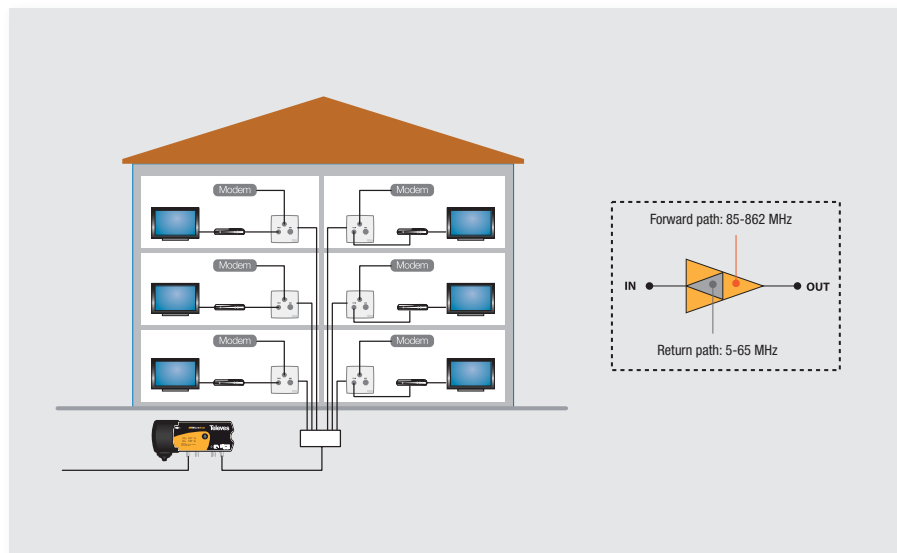 Modem
Modem
Modem
Modem
Modem
Modem
Televes
Forward path: 85-862 MHz
IN
OUT
Return path: 5-65 MHz